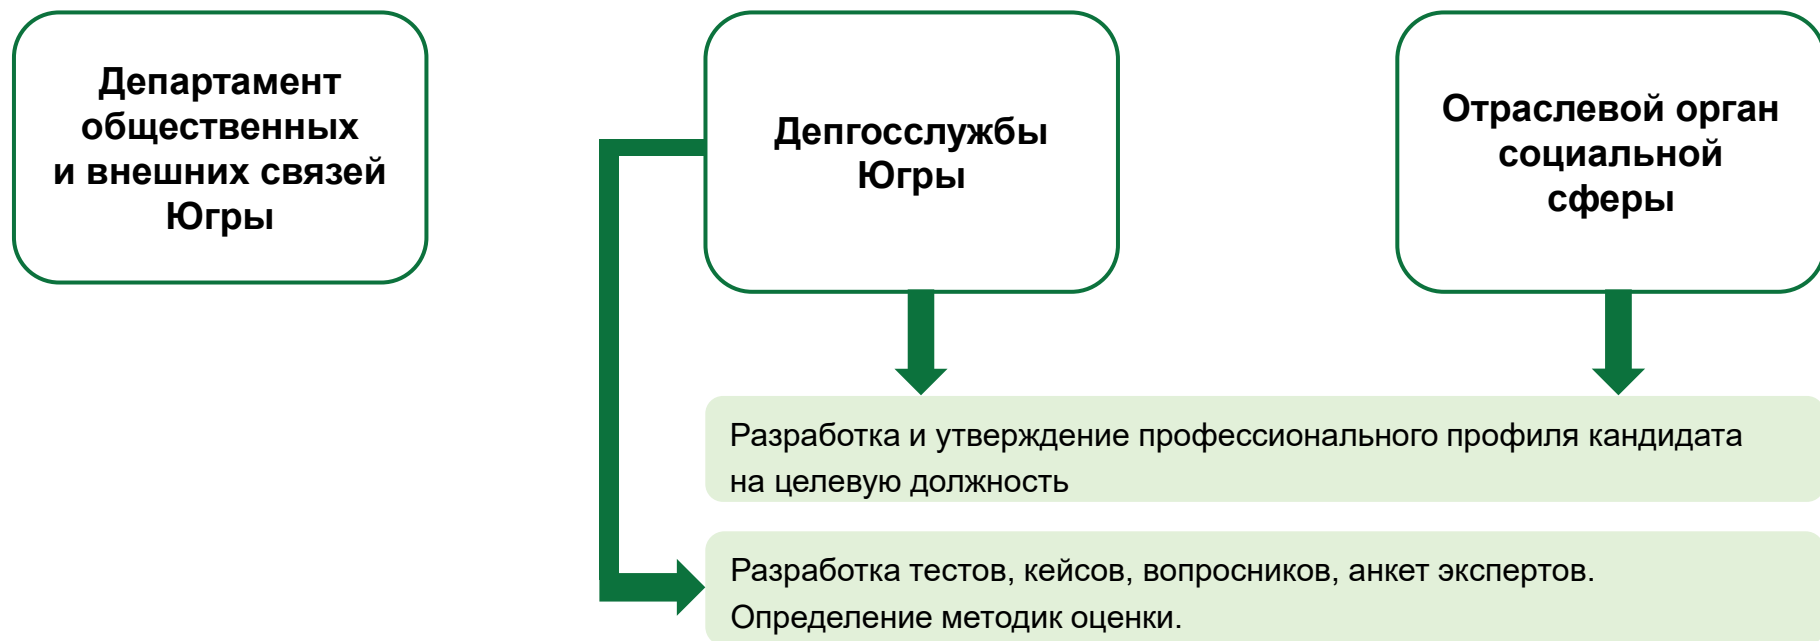 Департамент
общественных
и внешних связей
Югры
Депгосслужбы
Югры
Отраслевой орган
социальной
сферы
Разработка и утверждение профессионального профиля кандидата
на целевую должность
Разработка тестов, кейсов, вопросников, анкет экспертов.
Определение методик оценки.